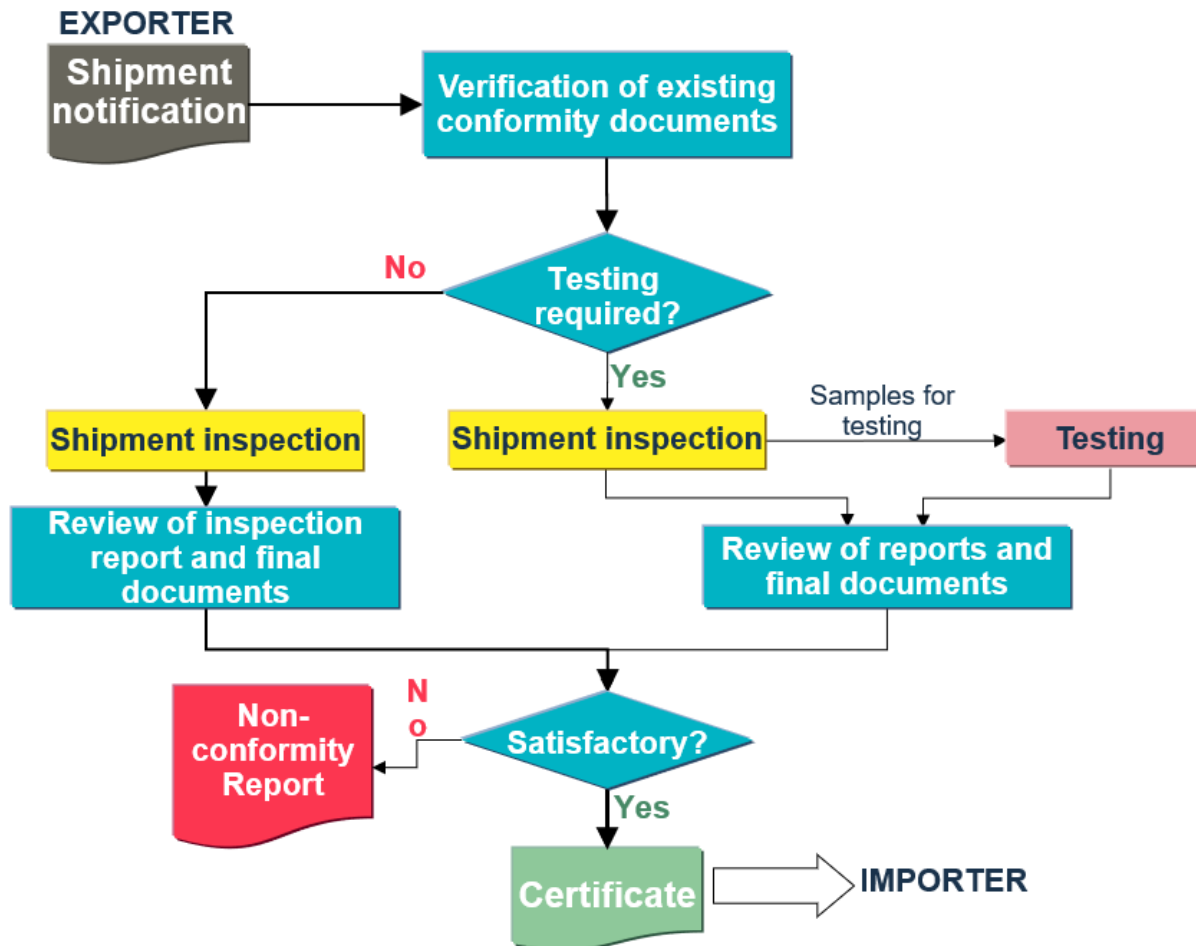 EXPORTER
Shipment
notification
Verification of existing
conformity documents
No
Testing
required?
Yes
Samples for
testing
Shipment inspection
Shipment inspection
Testing
Review of inspection
report and final
documents
Review of reports and
final documents
N
o
Non-
conformity
Report
Satisfactory?
Yes
Certificate
IMPORTER